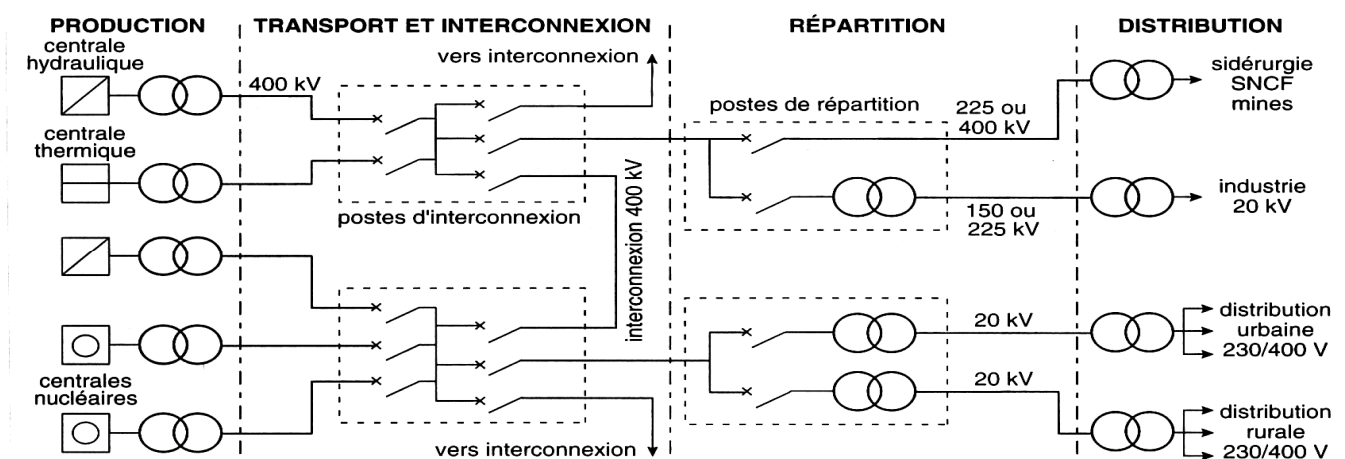 PRODUCTION
TRANSPORT ET INTERCONNEXION
RÉPARTITION
DISTRIBUTION
centrale
hydraulique
400 kV
vers interconnexion
postes de répartition
225 ou
400 kV
sidérurgie
SNCF
mines
centrale
thermique
postes d'interconnexion
interconnexion 400 kV
150 ou
225 kV
industrie
20 kV
20 kV
distribution
urbaine
230/400 V
centrales
nucléaires
20 kV
vers interconnexion
distribution
rurale
230/400 V